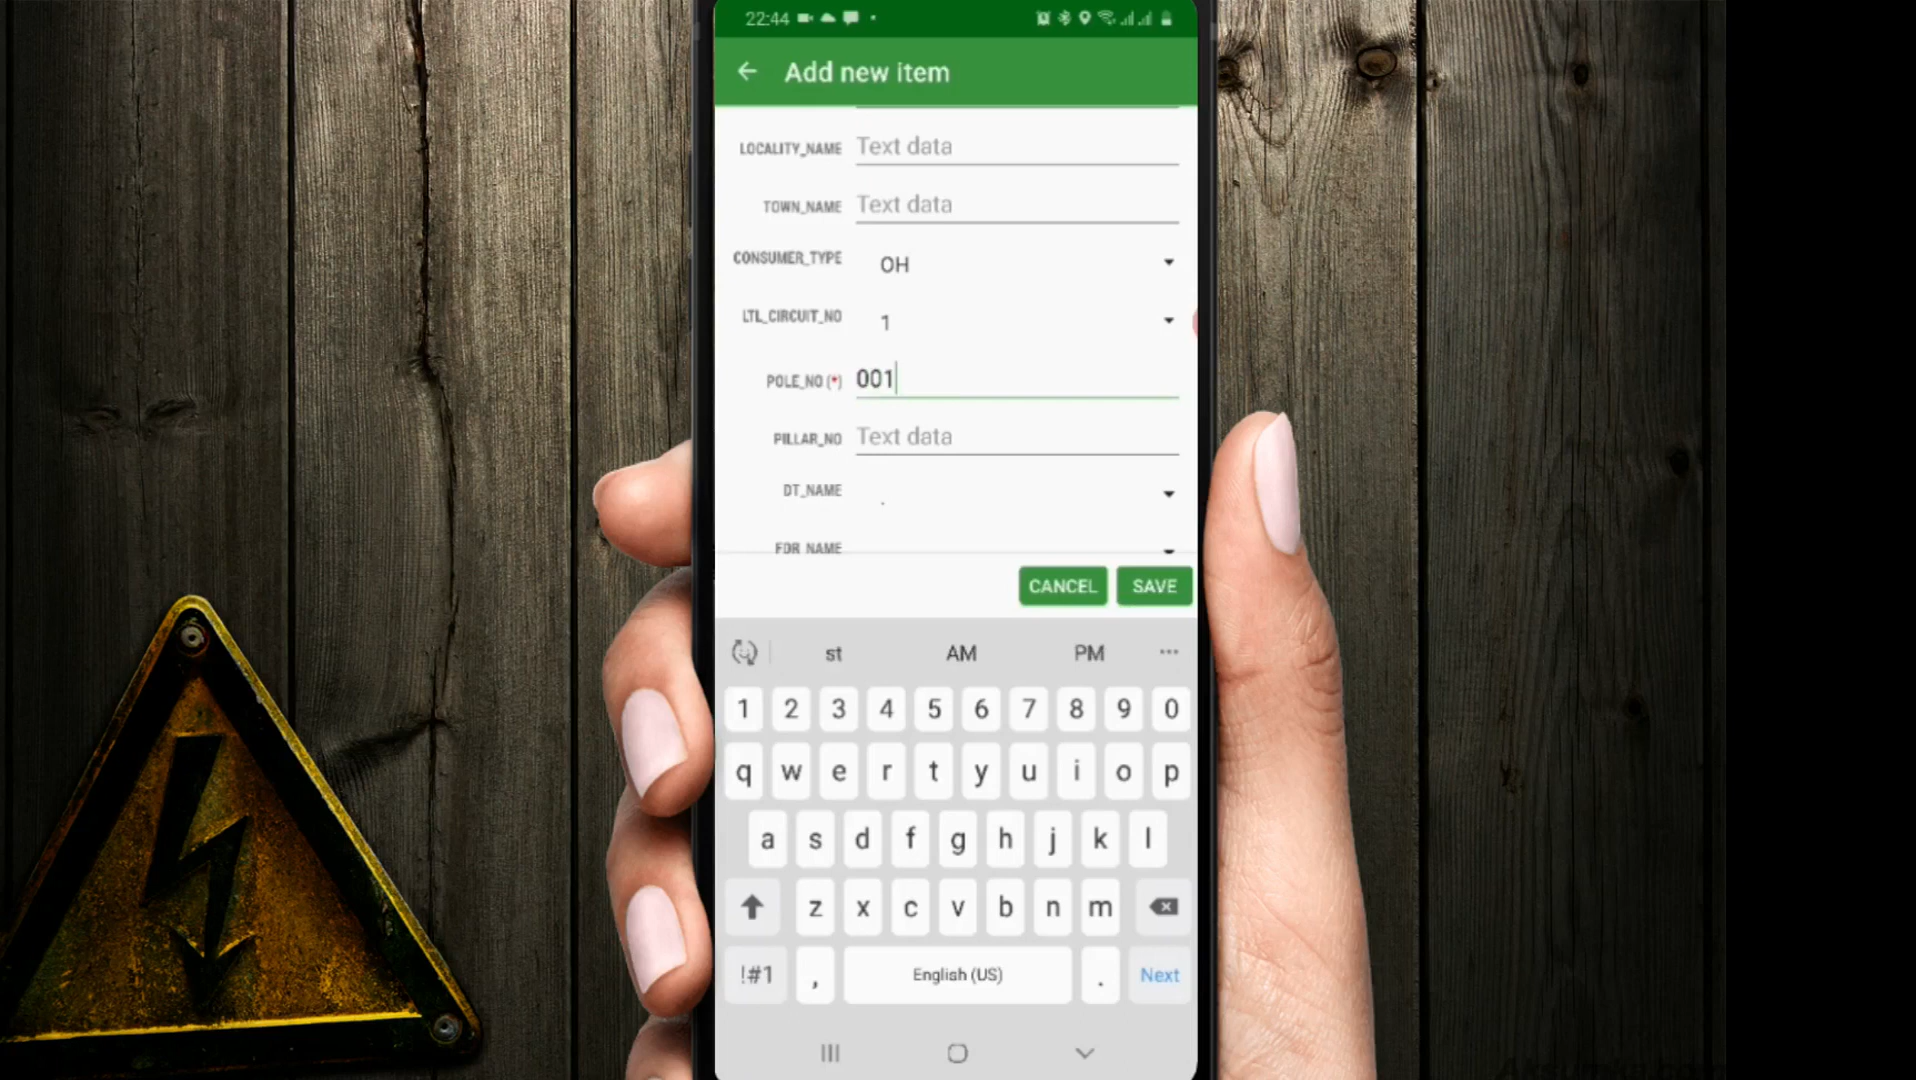 22:44
Add new item
LOCALITY_NAME Text data
TOWN_NAME Text data
CONSUMER_TYPE OH
LTL_CIRCUIT_NO 1
POLE_NO (*) 001
PILLAR_NO Text data
DT_NAME .
FDR_NAME
CANCEL SAVE
st AM PM ...
1 2 3 4 5 6 7 8 9 0
q w e r t y u i o p
a s d f g h j k l
z x c v b n m
!#1 , English (US) . Next